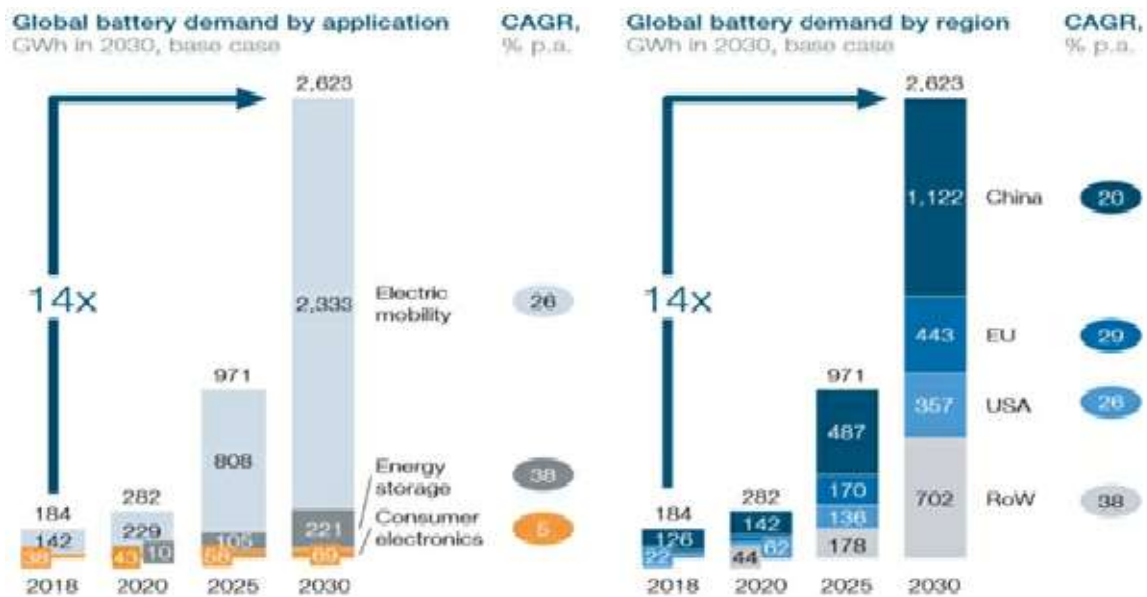 Global battery demand by application
GWh in 2030, base case
CAGR,
% p.a.
2,623
14x
2,333
Electric
mobility
26
971
808
Energy
storage
38
282
184
229
221
Consumer
electronics
5
142
105
38
43
10
58
69
2018
2020
2025
2030
Global battery demand by region
GWh in 2030, base case
CAGR,
% p.a.
2,623
1,122
China
20
14x
443
EU
29
971
357
USA
26
487
170
702
RoW
38
282
184
136
142
126
62
178
22
44
2018
2020
2025
2030